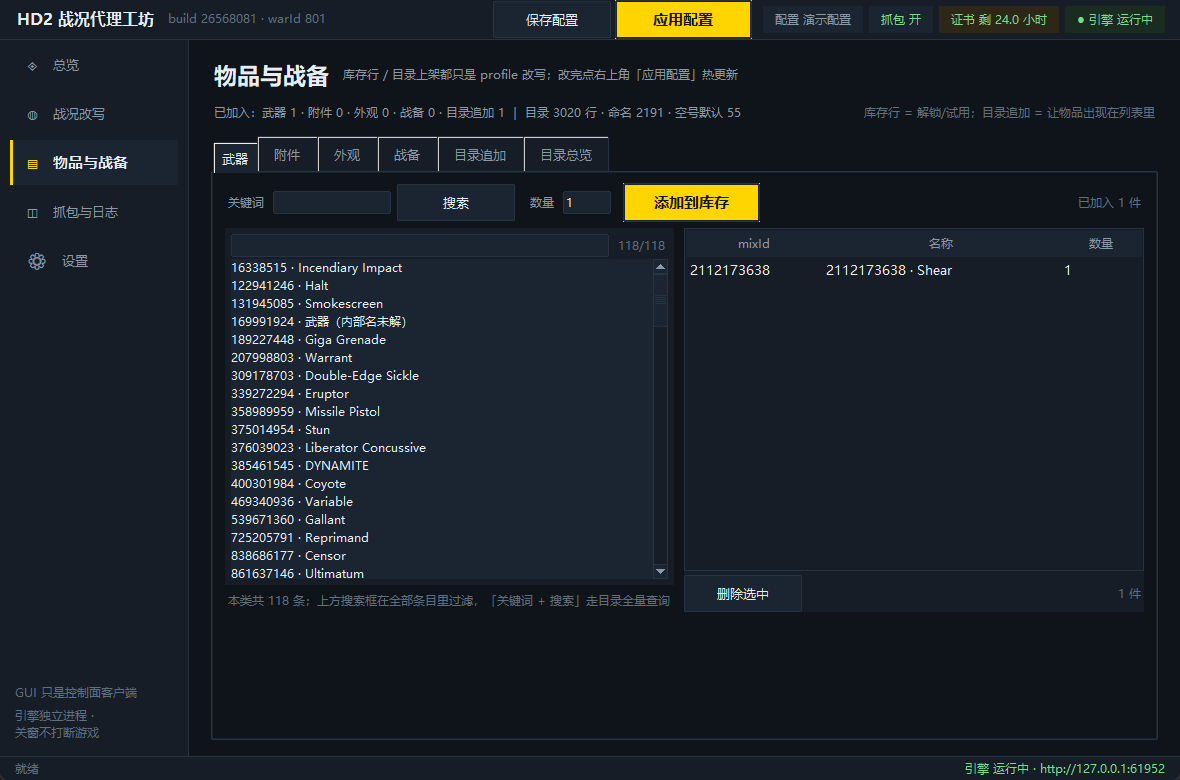 HD2 战况代理工坊 build 26568081 · warId 801 保存配置 应用配置 配置 演示配置 抓包 开 证书 剩 24.0 小时 ● 引擎 运行中
总览
战况改写
物品与战备
抓包与日志
设置
物品与战备 库存行 / 目录上架都只是 profile 改写；改完点右上角「应用配置」热更新
已加入：武器 1 · 附件 0 · 外观 0 · 战备 0 · 目录追加 1 | 目录 3020 行 · 命名 2191 · 空号默认 55 库存行 = 解锁/试用；目录追加 = 让物品出现在列表里
武器 附件 外观 战备 目录追加 目录总览
关键词 搜索 数量 1 添加到库存 已加入 1 件
118/118
16338515 · Incendiary Impact
122941246 · Halt
131945085 · Smokescreen
169991924 · 武器（内部名未解）
189227448 · Giga Grenade
207998803 · Warrant
309178703 · Double-Edge Sickle
339272294 · Eruptor
358989959 · Missile Pistol
375014954 · Stun
376039023 · Liberator Concussive
385461545 · DYNAMITE
400301984 · Coyote
469340936 · Variable
539671360 · Gallant
725205791 · Reprimand
838686177 · Censor
861637146 · Ultimatum
本类共 118 条；上方搜索框在全部条目里过滤，「关键词 + 搜索」走目录全量查询
mixId 名称 数量
2112173638 2112173638 · Shear 1
删除选中 1 件
GUI 只是控制面客户端
引擎独立进程 ·
关窗不打断游戏
就绪 引擎 运行中 · http://127.0.0.1:61952